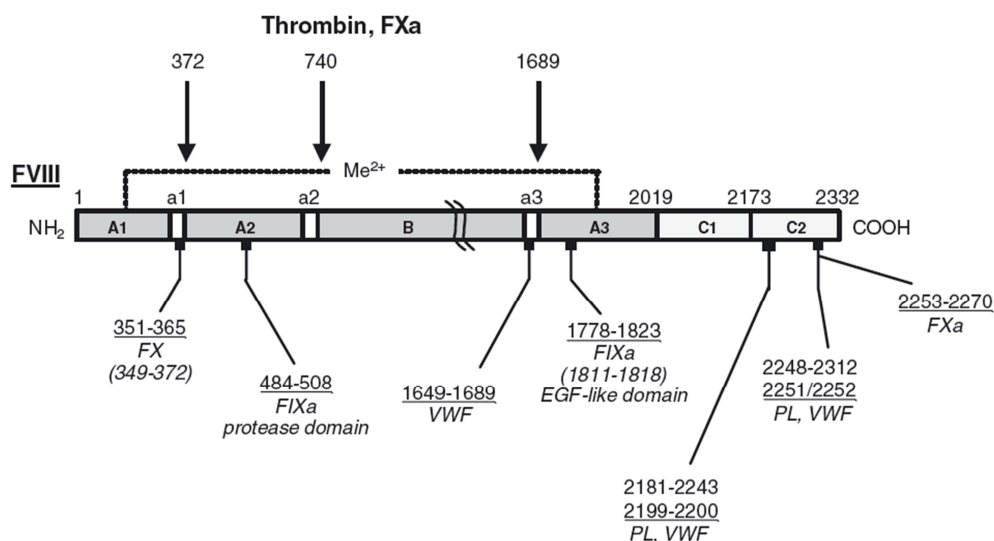 Thrombin, FXa
372 740 1689
FVIII
Me2+
1 a1 a2 a3 2019 2173 2332
NH2 A1 A2 B A3 C1 C2 COOH
351-365
FX
(349-372)
484-508
FIXa
protease domain
1649-1689
VWF
1778-1823
FIXa
(1811-1818)
EGF-like domain
2253-2270
FXa
2248-2312
2251/2252
PL, VWF
2181-2243
2199-2200
PL, VWF